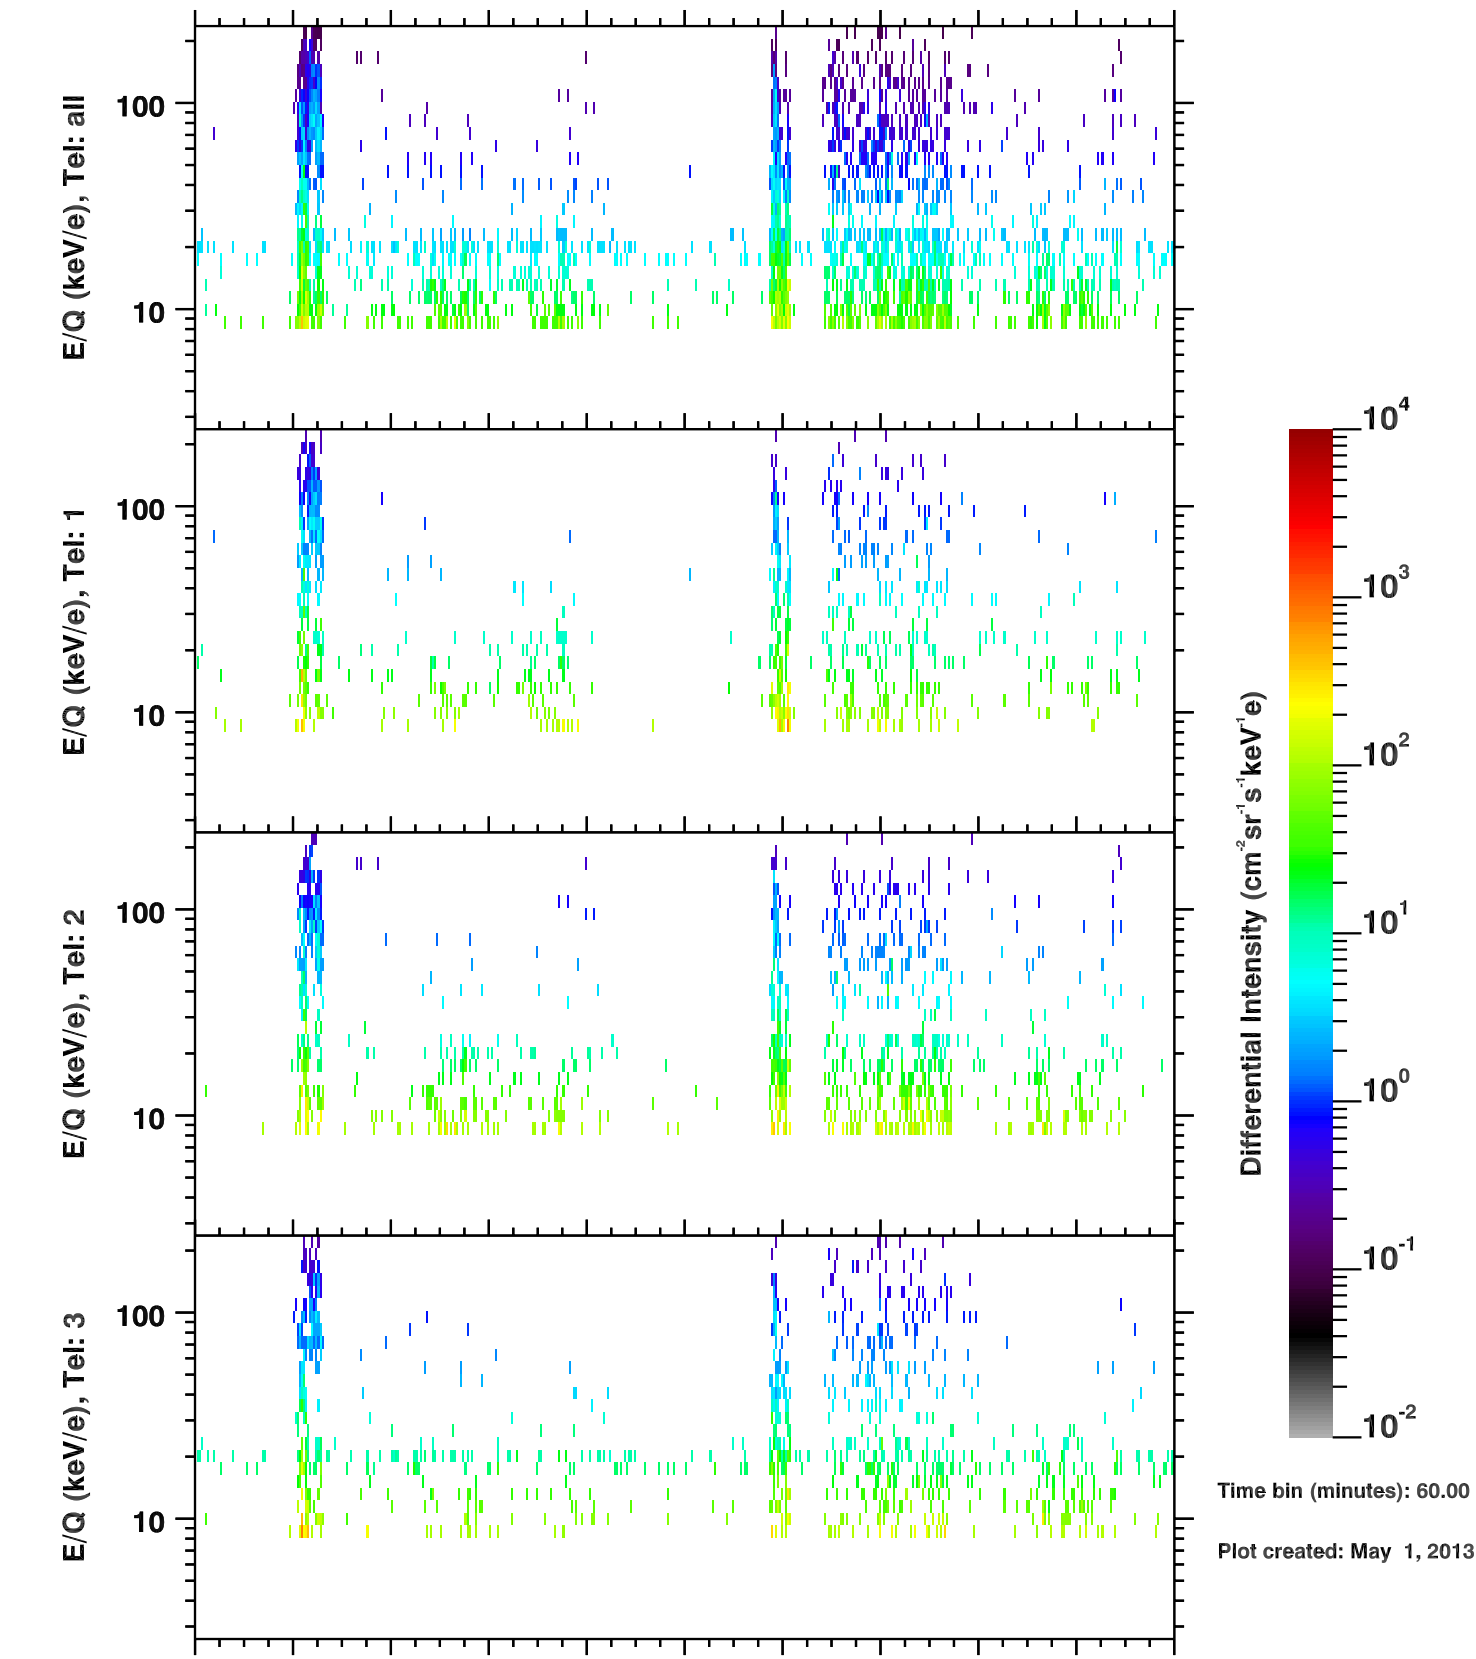 E/Q (keV/e), Tel: all
100
10
E/Q (keV/e), Tel: 1
100
10
E/Q (keV/e), Tel: 2
100
10
E/Q (keV/e), Tel: 3
100
10
Differential Intensity (cm⁻²sr⁻¹s⁻¹keV⁻¹e)
10⁴
10³
10²
10¹
10⁰
10⁻¹
10⁻²
Time bin (minutes): 60.00
Plot created: May 1, 2013